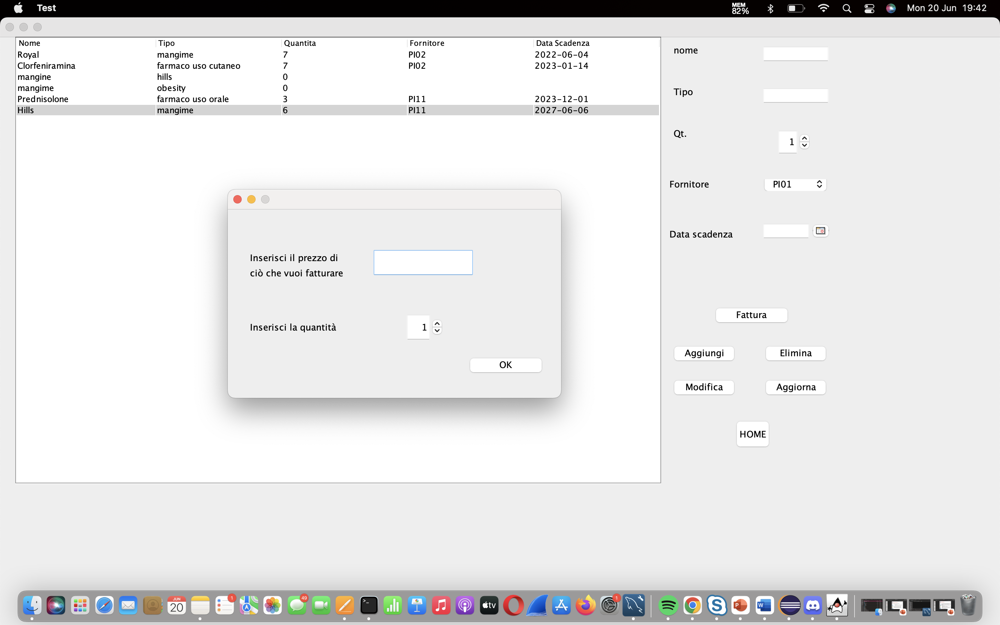 Test
MEM
82%
Mon 20 Jun 19:42
Nome Tipo Quantita Fornitore Data Scadenza
Royal mangime 7 PI02 2022-06-04
Clorfeniramina farmaco uso cutaneo 7 PI02 2023-01-14
mangine hills 0
mangime obesity 0
Prednisolone farmaco uso orale 3 PI11 2023-12-01
Hills mangime 6 PI11 2027-06-06
nome
Tipo
Qt. 1
Fornitore PI01
Data scadenza
Inserisci il prezzo di
ciò che vuoi fatturare
Inserisci la quantità 1
OK
Fattura
Aggiungi Elimina
Modifica Aggiorna
HOME
JUN
20
1
49
tv
1
S
P
W